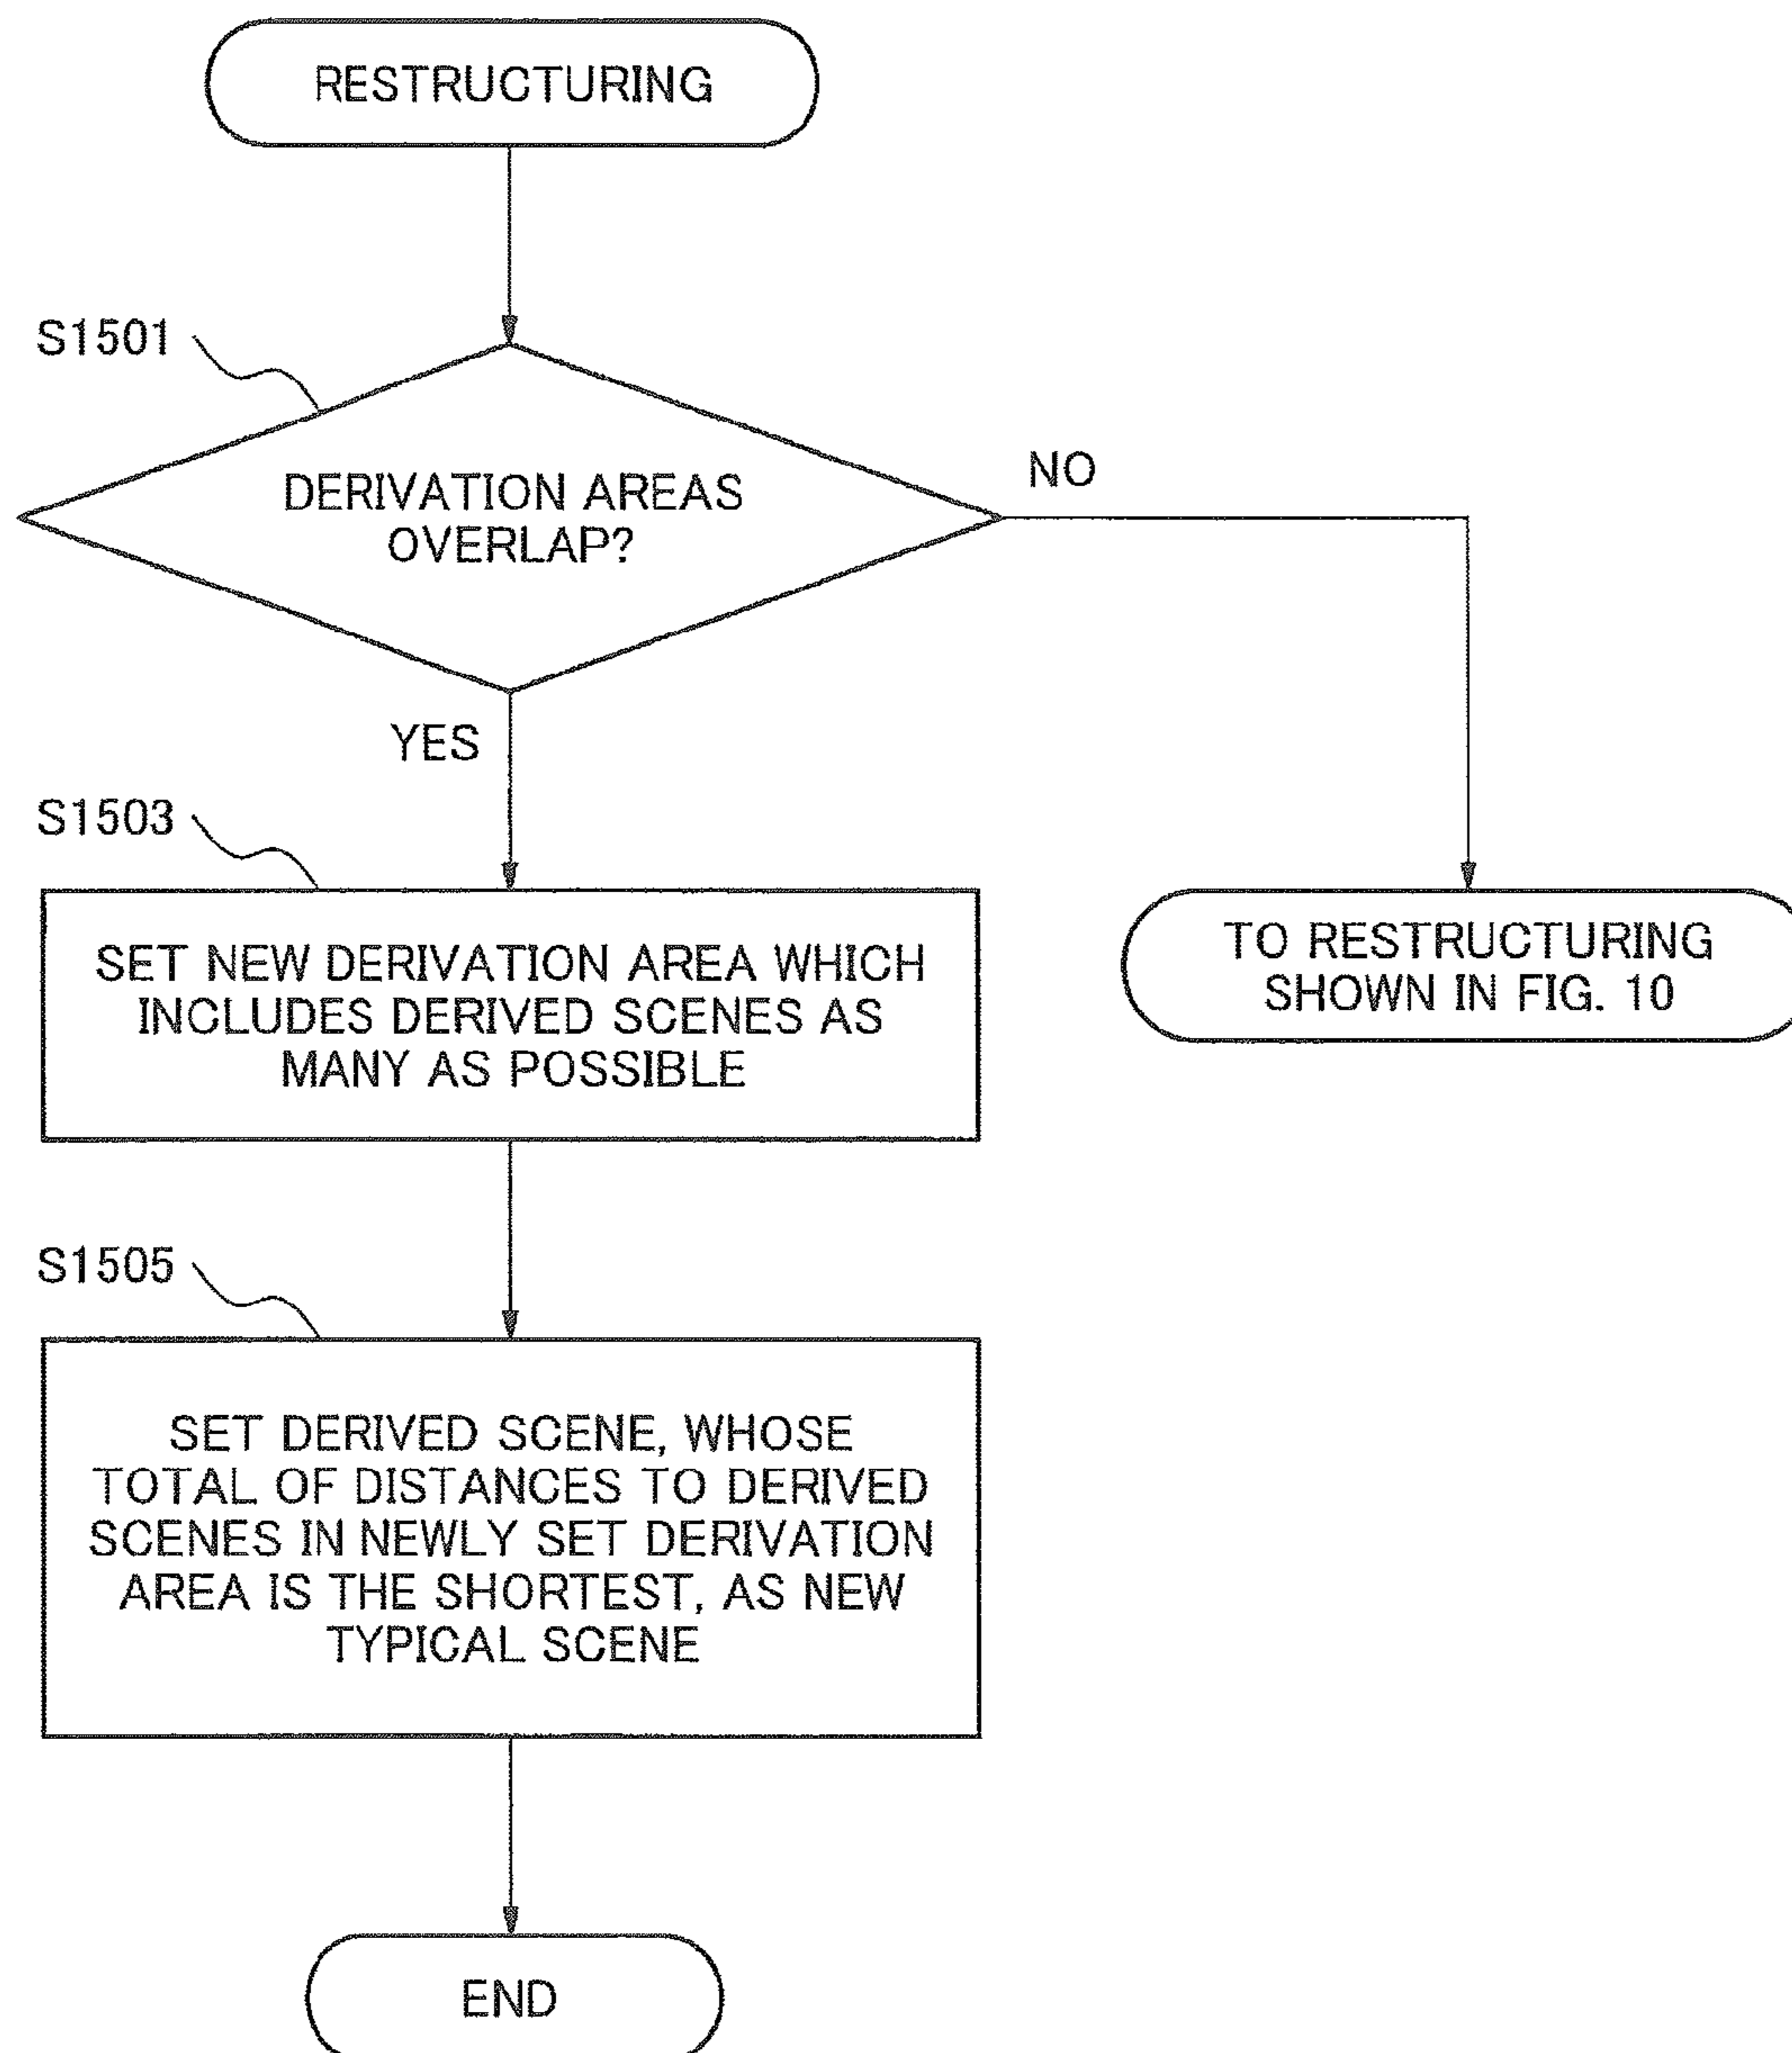 RESTRUCTURING
S1501
DERIVATION AREAS
OVERLAP?
NO
YES
S1503
SET NEW DERIVATION AREA WHICH
INCLUDES DERIVED SCENES AS
MANY AS POSSIBLE
TO RESTRUCTURING
SHOWN IN FIG. 10
S1505
SET DERIVED SCENE, WHOSE
TOTAL OF DISTANCES TO DERIVED
SCENES IN NEWLY SET DERIVATION
AREA IS THE SHORTEST, AS NEW
TYPICAL SCENE
END